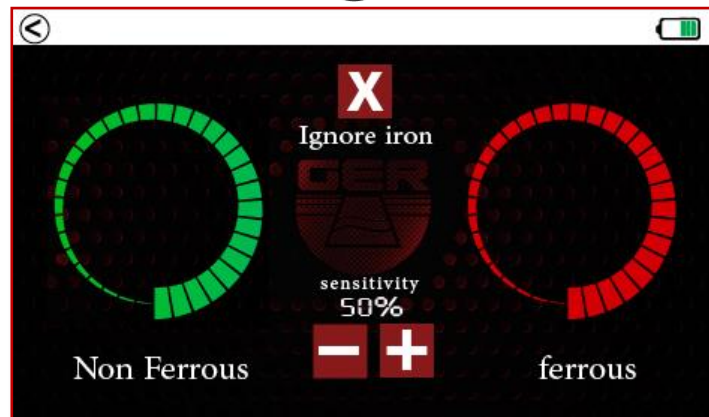 X
Ignore iron
GER
sensitivity
50%
Non Ferrous
ferrous